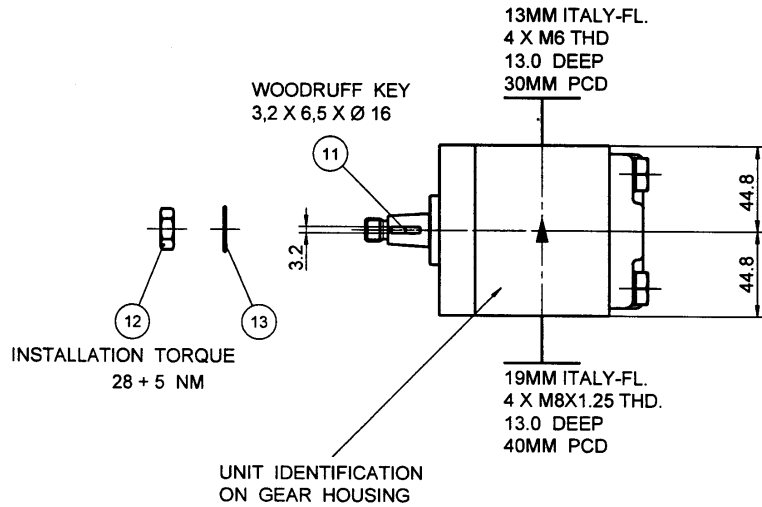 13MM ITALY-FL.
4 X M6 THD
13.0 DEEP
30MM PCD
WOODRUFF KEY
3,2 X 6,5 X Ø 16
11
44.8
3.2
44.8
12
13
INSTALLATION TORQUE
28 + 5 NM
19MM ITALY-FL.
4 X M8X1.25 THD.
13.0 DEEP
40MM PCD
UNIT IDENTIFICATION
ON GEAR HOUSING